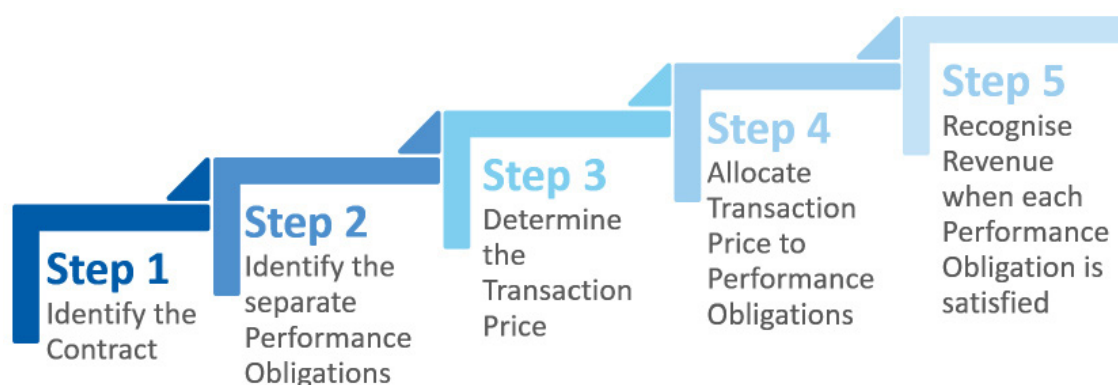 Step 1
Identify the
Contract
Step 2
Identify the
separate
Performance
Obligations
Step 3
Determine
the
Transaction
Price
Step 4
Allocate
Transaction
Price to
Performance
Obligations
Step 5
Recognise
Revenue
when each
Performance
Obligation is
satisfied